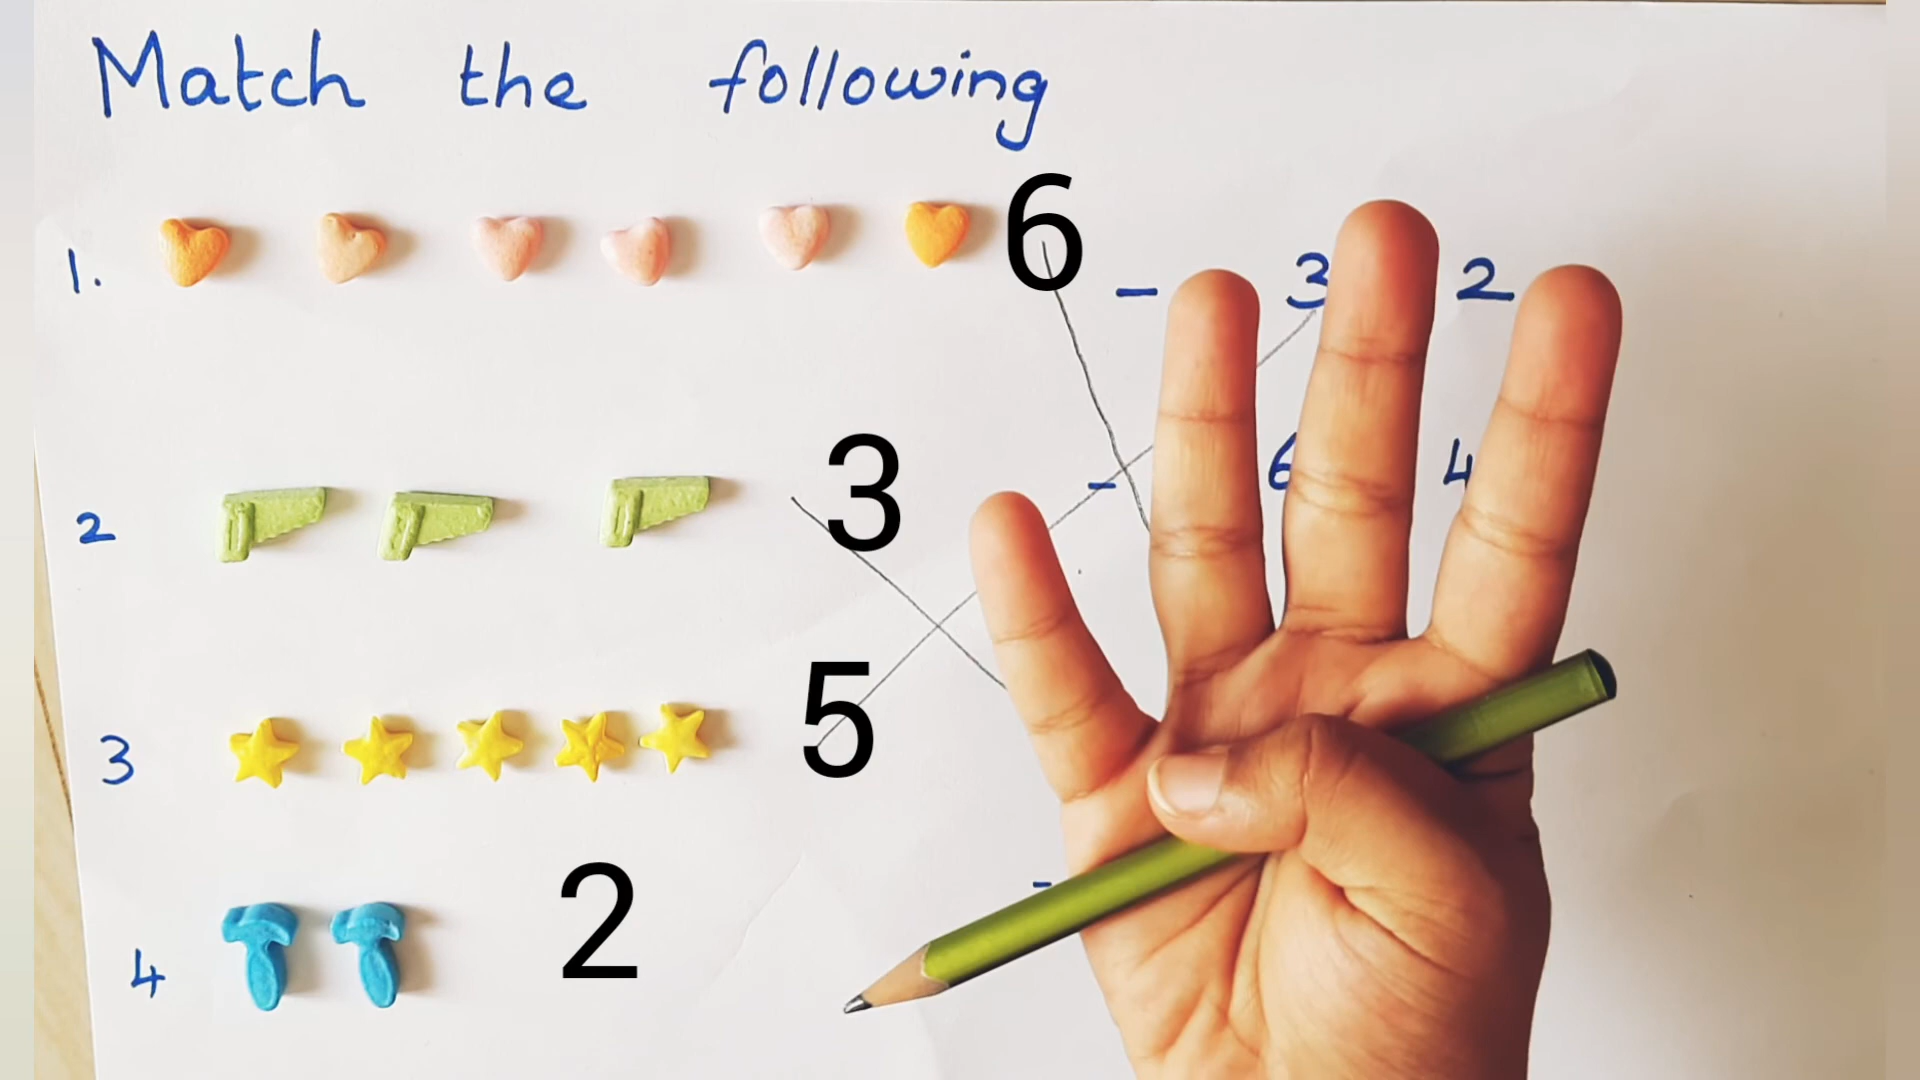 Match the following
1. 6 - 3 2
2 3 - 6 4
3 5
4 2 -